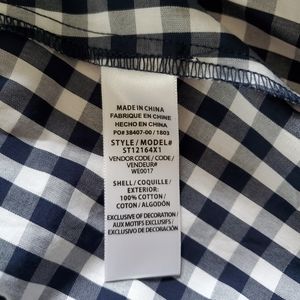 MADE IN CHINA
FABRIQUE EN CHINE
HECHO EN CHINA
PO# 38407-00 / 1803
STYLE / MODEL#
ST12164X1
VENDOR CODE / CODE /
VENDEUR#
WE0017
SHELL / COQUILLE /
EXTERIOR:
100% COTTON /
COTON / ALGODÓN
EXCLUSIVE OF DECORATION /
AUX MOTIFS EXCLUSIFS /
EXCLUSIVO DE DECORACION